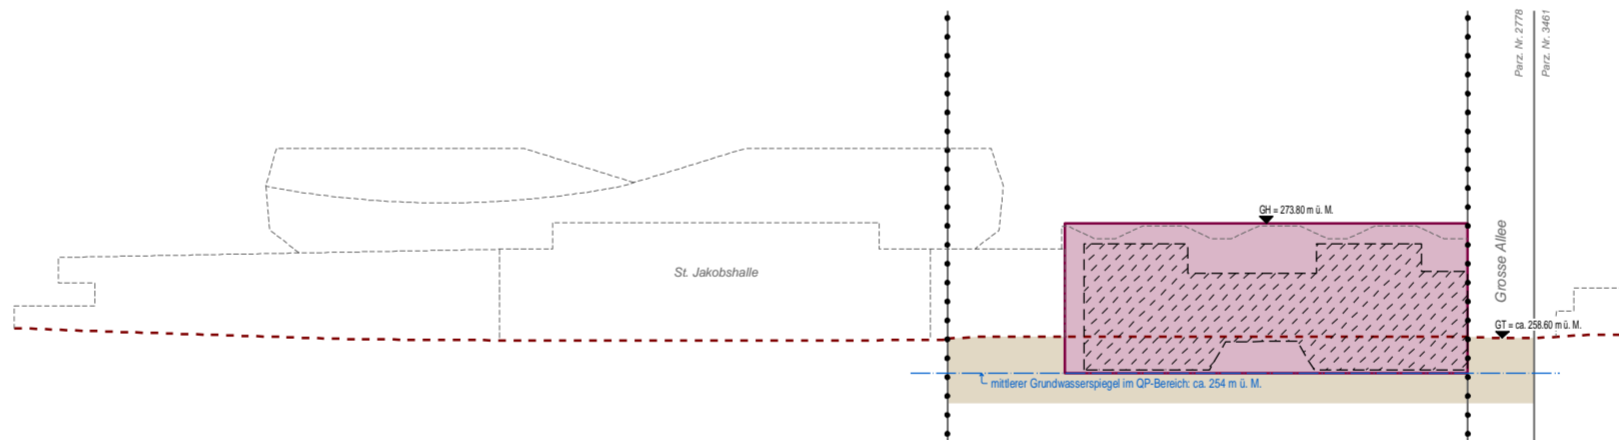 Parz. Nr. 2778
Parz. Nr. 3461
GH = 273.80 m ü. M.
St. Jakobshalle
Grosse Allee
GT = ca. 258.60 m ü. M.
mittlerer Grundwasserspiegel im QP-Bereich: ca. 254 m ü. M.